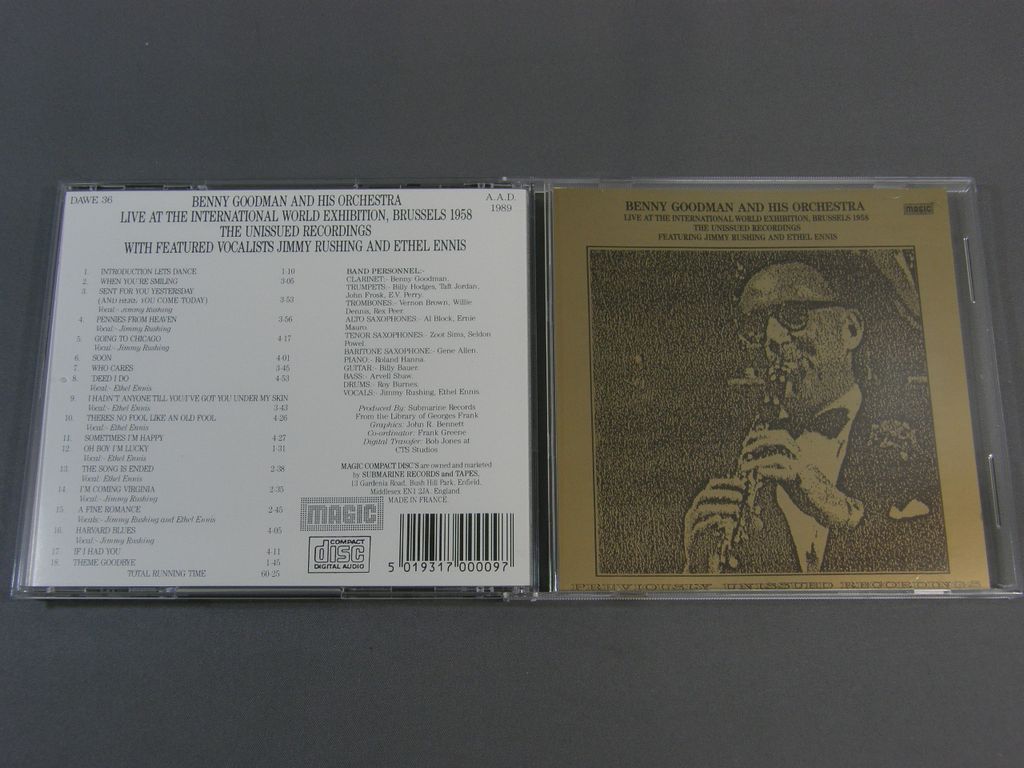 DAWE 36
BENNY GOODMAN AND HIS ORCHESTRA
A.A.D.
1989
LIVE AT THE INTERNATIONAL WORLD EXHIBITION, BRUSSELS 1958
THE UNISSUED RECORDINGS
WITH FEATURED VOCALISTS JIMMY RUSHING AND ETHEL ENNIS
1. INTRODUCTION LETS DANCE 1-10
2. WHEN YOU'RE SMILING 3-05
3. SENT FOR YOU YESTERDAY
(AND HERE YOU COME TODAY) 3-53
Vocal:- Jimmy Rushing
4. PENNIES FROM HEAVEN 3-56
Vocal:- Jimmy Rushing
5. GOING TO CHICAGO 4-17
Vocal:- Jimmy Rushing
6. SOON 4-01
7. WHO CARES 3-45
8. 'DEED I DO 4-53
Vocal:- Ethel Ennis
9. I HADN'T ANYONE TILL YOU/I'VE GOT YOU UNDER MY SKIN
Vocal:- Ethel Ennis 3-43
10. THERES NO FOOL LIKE AN OLD FOOL 4-26
Vocal:- Ethel Ennis
11. SOMETIMES I'M HAPPY 4-27
12. OH BOY I'M LUCKY 1-31
Vocal:- Ethel Ennis
13. THE SONG IS ENDED 2-38
Vocal: Ethel Ennis
14. I'M COMING VIRGINIA 2-35
Vocal:- Jimmy Rushing
15. A FINE ROMANCE 2-45
Vocals:- Jimmy Rushing and Ethel Ennis
16. HARVARD BLUES 4-05
Vocal:- Jimmy Rushing
17. IF I HAD YOU 4-11
18. THEME GOODBYE 1-45
TOTAL RUNNING TIME 60-25
BAND PERSONNEL:-
CLARINET:- Benny Goodman.
TRUMPETS:- Billy Hodges, Taft Jordan,
John Frosk, E.V. Perry.
TROMBONES:- Vernon Brown, Willie
Dennis, Rex Peer
ALTO SAXOPHONES:- Al Block, Ernie
Mauro.
TENOR SAXOPHONES:- Zoot Sims, Seldon
Powel.
BARITONE SAXOPHONE:- Gene Allen.
PIANO:- Roland Hanna.
GUITAR:- Billy Bauer.
BASS:- Arvell Shaw.
DRUMS:- Roy Burnes.
VOCALS:- Jimmy Rushing, Ethel Ennis.
Produced By: Submarine Records
From the Library of Georges Frank
Graphics: John R. Bennett
Co-ordinator: Frank Greene
Digital Transfer: Bob Jones at
CTS Studios
MAGIC COMPACT DISC'S are owned and marketed
by SUBMARINE RECORDS and TAPES,
13 Gardenia Road, Bush Hill Park, Enfield,
Middlesex EN1 2JA. England.
MADE IN FRANCE.
MAGIC
COMPACT
disc
DIGITAL AUDIO
5 019317 000097
BENNY GOODMAN AND HIS ORCHESTRA
MAGIC
LIVE AT THE INTERNATIONAL WORLD EXHIBITION, BRUSSELS 1958
THE UNISSUED RECORDINGS
FEATURING JIMMY RUSHING AND ETHEL ENNIS
PREVIOUSLY UNISSUED RECORDINGS